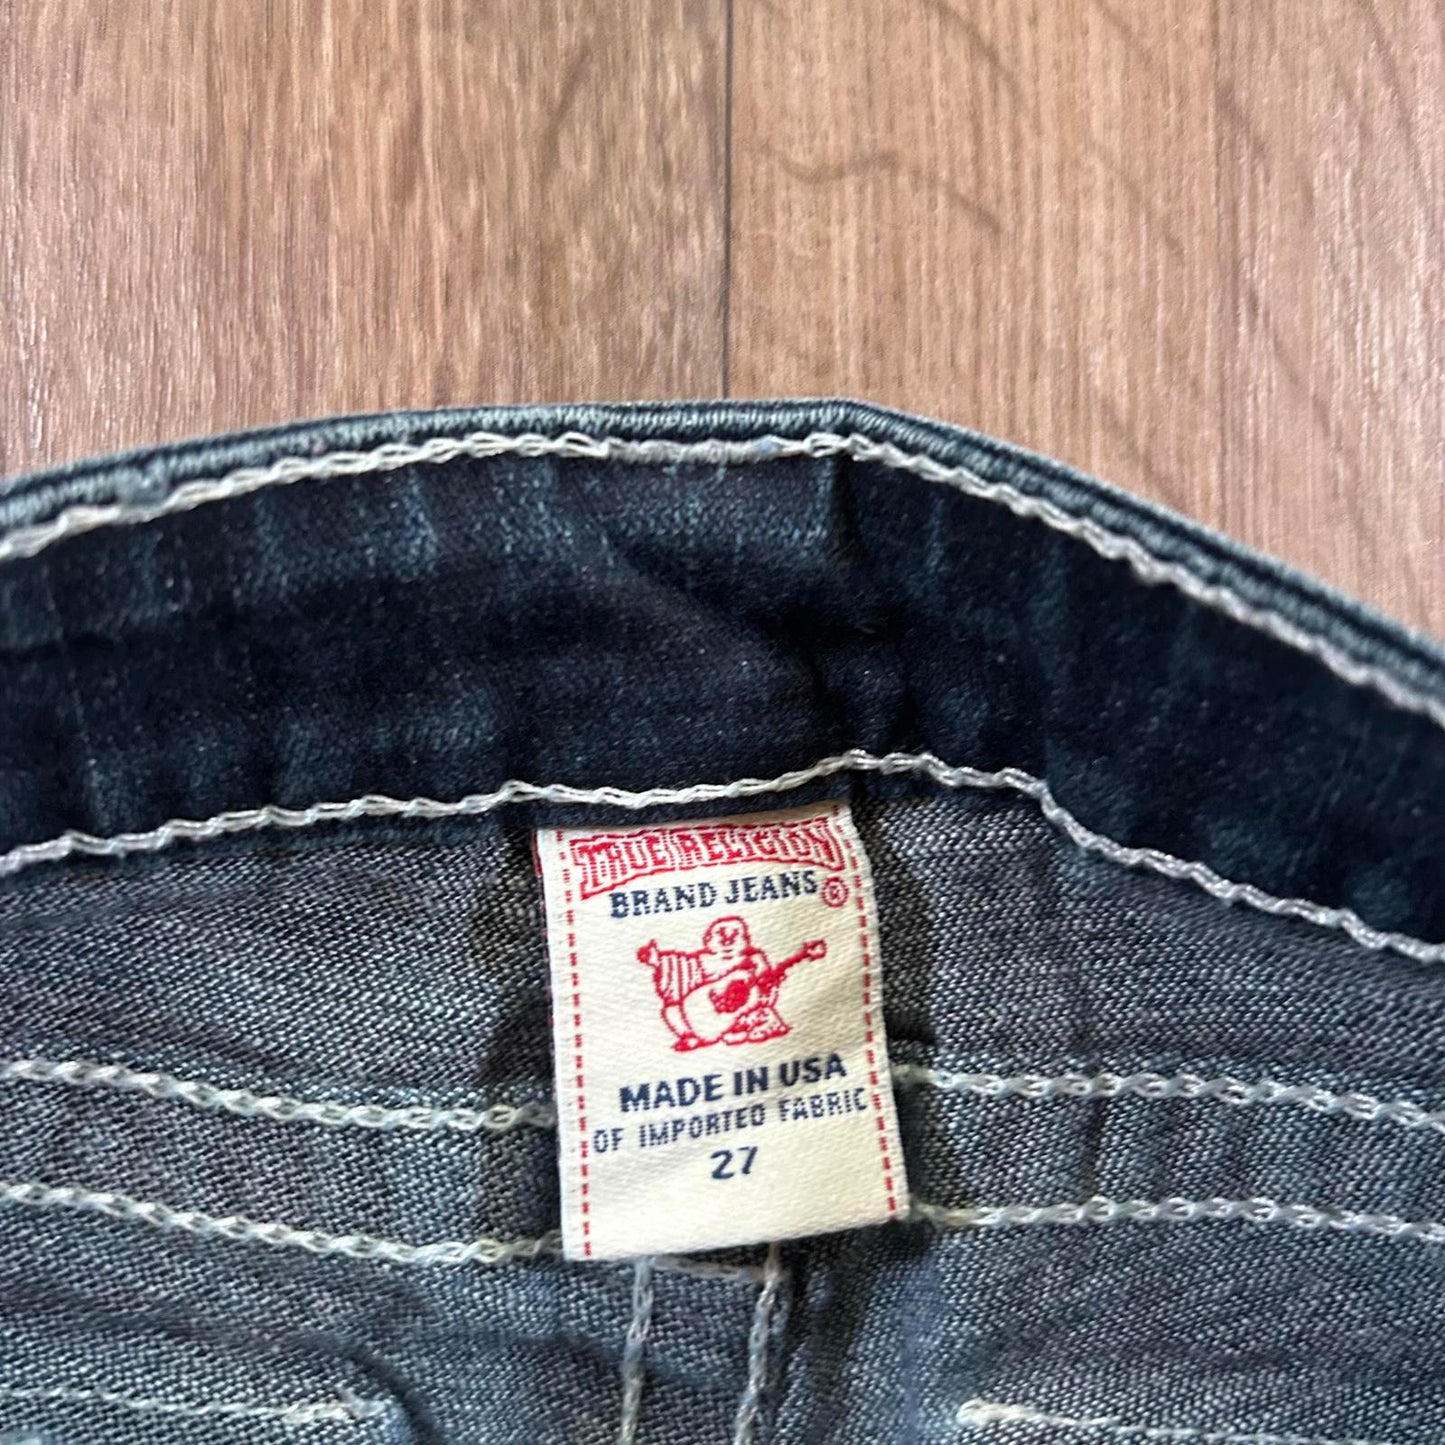 TRUE RELIGION
BRAND JEANS ®
MADE IN USA
OF IMPORTED FABRIC
27